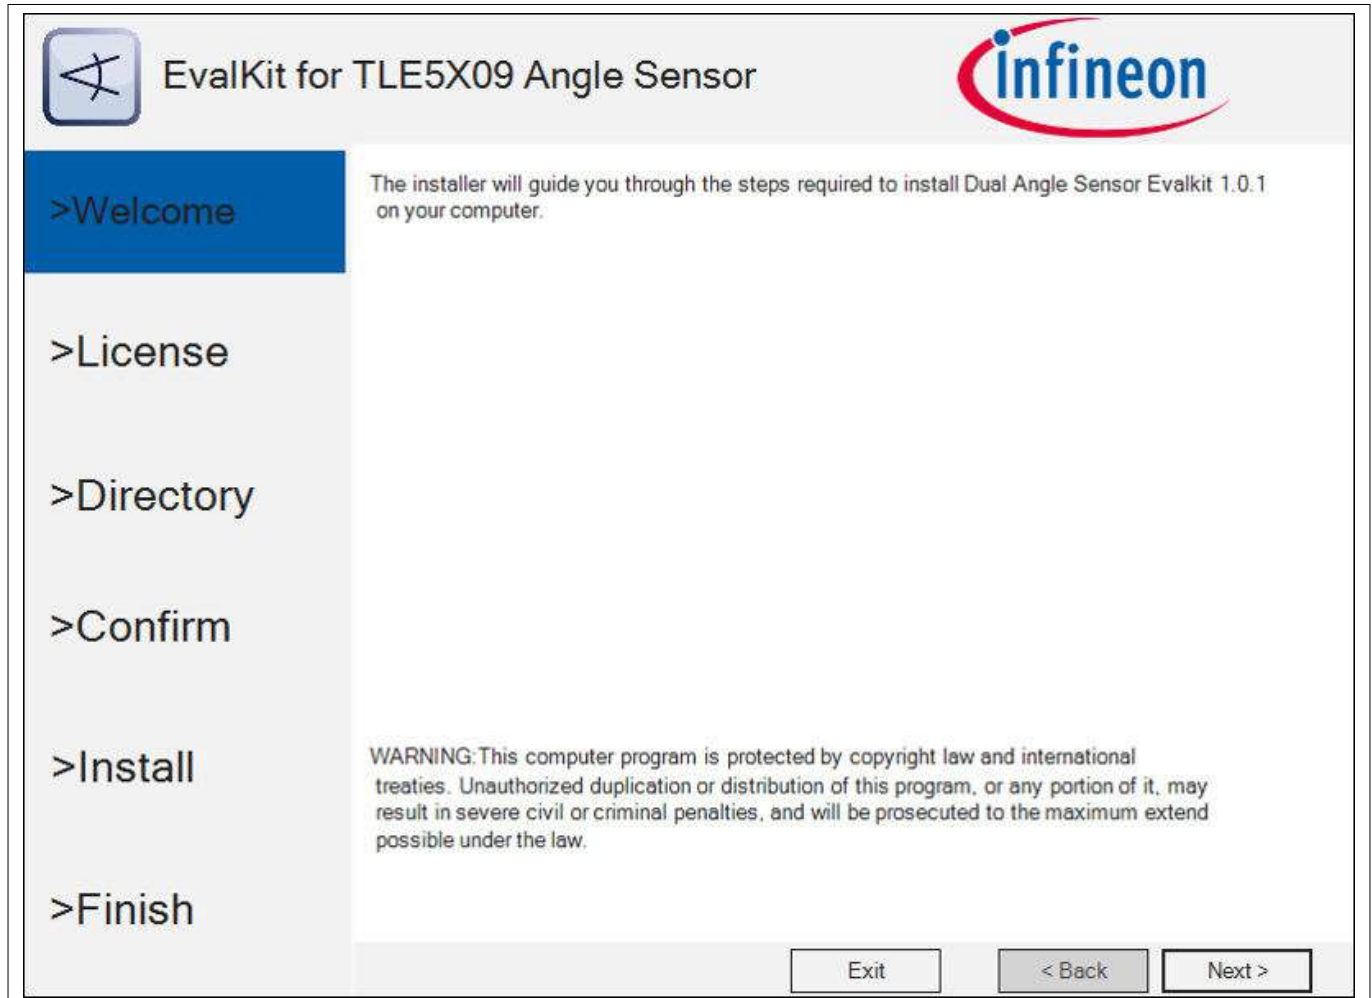 EvalKit for TLE5X09 Angle Sensor
infineon
>Welcome
The installer will guide you through the steps required to install Dual Angle Sensor Evalkit 1.0.1
on your computer.
>License
>Directory
>Confirm
>Install
WARNING:This computer program is protected by copyright law and international
treaties. Unauthorized duplication or distribution of this program, or any portion of it, may
result in severe civil or criminal penalties, and will be prosecuted to the maximum extend
possible under the law.
>Finish
Exit
< Back
Next >